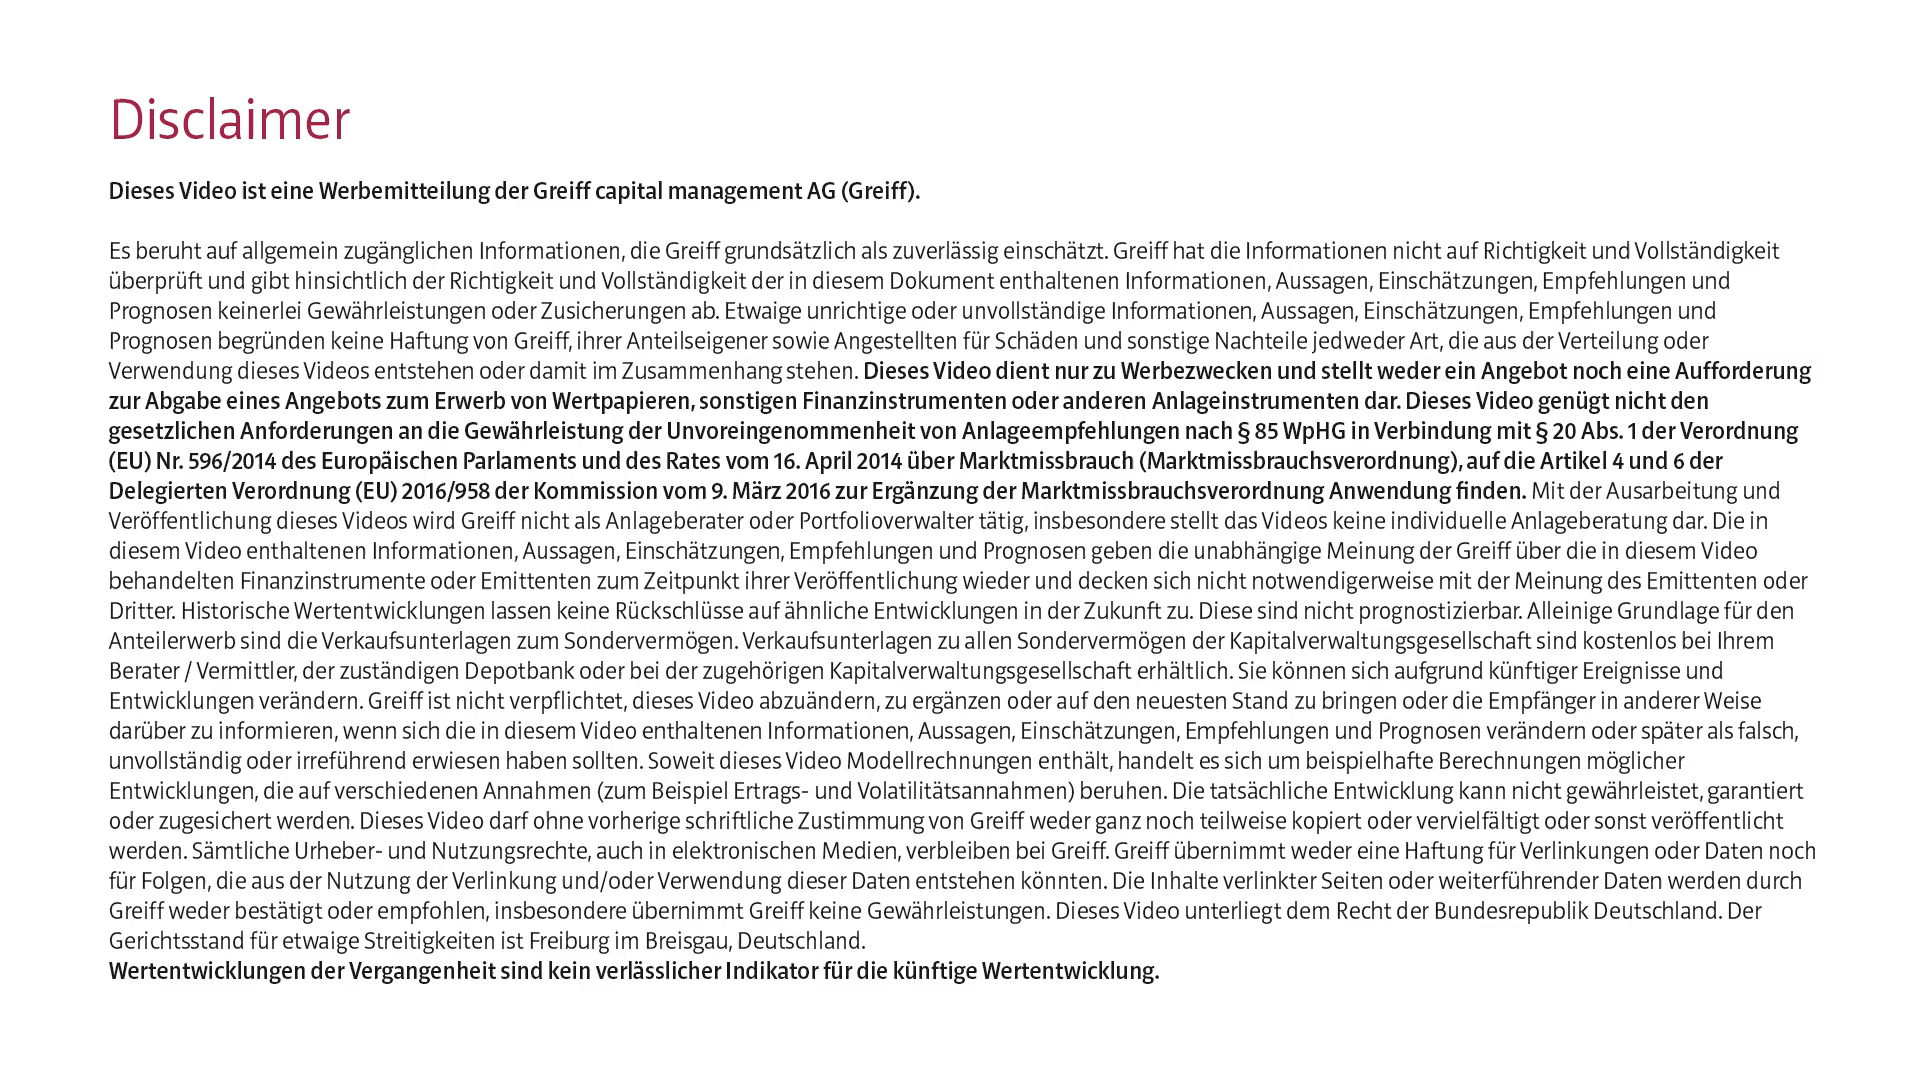 Disclaimer
Dieses Video ist eine Werbemitteilung der Greiff capital management AG (Greiff).
Es beruht auf allgemein zugänglichen Informationen, die Greiff grundsätzlich als zuverlässig einschätzt. Greiff hat die Informationen nicht auf Richtigkeit und Vollständigkeit
überprüft und gibt hinsichtlich der Richtigkeit und Vollständigkeit der in diesem Dokument enthaltenen Informationen, Aussagen, Einschätzungen, Empfehlungen und
Prognosen keinerlei Gewährleistungen oder Zusicherungen ab. Etwaige unrichtige oder unvollständige Informationen, Aussagen, Einschätzungen, Empfehlungen und
Prognosen begründen keine Haftung von Greiff, ihrer Anteilseigener sowie Angestellten für Schäden und sonstige Nachteile jedweder Art, die aus der Verteilung oder
Verwendung dieses Videos entstehen oder damit im Zusammenhang stehen. Dieses Video dient nur zu Werbezwecken und stellt weder ein Angebot noch eine Aufforderung
zur Abgabe eines Angebots zum Erwerb von Wertpapieren, sonstigen Finanzinstrumenten oder anderen Anlageinstrumenten dar. Dieses Video genügt nicht den
gesetzlichen Anforderungen an die Gewährleistung der Unvoreingenommenheit von Anlageempfehlungen nach § 85 WpHG in Verbindung mit § 20 Abs. 1 der Verordnung
(EU) Nr. 596/2014 des Europäischen Parlaments und des Rates vom 16. April 2014 über Marktmissbrauch (Marktmissbrauchsverordnung), auf die Artikel 4 und 6 der
Delegierten Verordnung (EU) 2016/958 der Kommission vom 9. März 2016 zur Ergänzung der Marktmissbrauchsverordnung Anwendung finden. Mit der Ausarbeitung und
Veröffentlichung dieses Videos wird Greiff nicht als Anlageberater oder Portfolioverwalter tätig, insbesondere stellt das Videos keine individuelle Anlageberatung dar. Die in
diesem Video enthaltenen Informationen, Aussagen, Einschätzungen, Empfehlungen und Prognosen geben die unabhängige Meinung der Greiff über die in diesem Video
behandelten Finanzinstrumente oder Emittenten zum Zeitpunkt ihrer Veröffentlichung wieder und decken sich nicht notwendigerweise mit der Meinung des Emittenten oder
Dritter. Historische Wertentwicklungen lassen keine Rückschlüsse auf ähnliche Entwicklungen in der Zukunft zu. Diese sind nicht prognostizierbar. Alleinige Grundlage für den
Anteilerwerb sind die Verkaufsunterlagen zum Sondervermögen. Verkaufsunterlagen zu allen Sondervermögen der Kapitalverwaltungsgesellschaft sind kostenlos bei Ihrem
Berater / Vermittler, der zuständigen Depotbank oder bei der zugehörigen Kapitalverwaltungsgesellschaft erhältlich. Sie können sich aufgrund künftiger Ereignisse und
Entwicklungen verändern. Greiff ist nicht verpflichtet, dieses Video abzuändern, zu ergänzen oder auf den neuesten Stand zu bringen oder die Empfänger in anderer Weise
darüber zu informieren, wenn sich die in diesem Video enthaltenen Informationen, Aussagen, Einschätzungen, Empfehlungen und Prognosen verändern oder später als falsch,
unvollständig oder irreführend erwiesen haben sollten. Soweit dieses Video Modellrechnungen enthält, handelt es sich um beispielhafte Berechnungen möglicher
Entwicklungen, die auf verschiedenen Annahmen (zum Beispiel Ertrags- und Volatilitätsannahmen) beruhen. Die tatsächliche Entwicklung kann nicht gewährleistet, garantiert
oder zugesichert werden. Dieses Video darf ohne vorherige schriftliche Zustimmung von Greiff weder ganz noch teilweise kopiert oder vervielfältigt oder sonst veröffentlicht
werden. Sämtliche Urheber- und Nutzungsrechte, auch in elektronischen Medien, verbleiben bei Greiff. Greiff übernimmt weder eine Haftung für Verlinkungen oder Daten noch
für Folgen, die aus der Nutzung der Verlinkung und/oder Verwendung dieser Daten entstehen könnten. Die Inhalte verlinkter Seiten oder weiterführender Daten werden durch
Greiff weder bestätigt oder empfohlen, insbesondere übernimmt Greiff keine Gewährleistungen. Dieses Video unterliegt dem Recht der Bundesrepublik Deutschland. Der
Gerichtsstand für etwaige Streitigkeiten ist Freiburg im Breisgau, Deutschland.
Wertentwicklungen der Vergangenheit sind kein verlässlicher Indikator für die künftige Wertentwicklung.